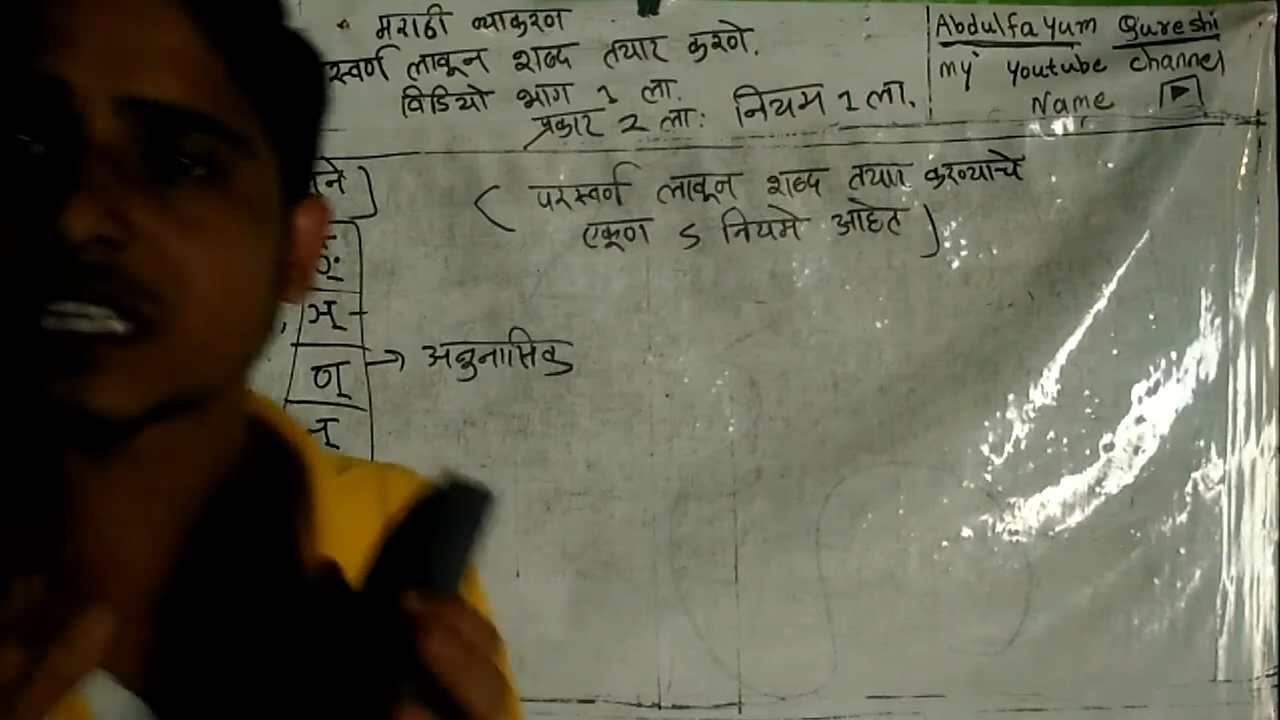 मराठी व्याकरण
स्वर्ण लावून शब्द तयार करणे.
विडियो भाग 1 ला.
प्रकार 2 ला: नियम 1 ला.
Abdulfayum Qureshi
my Youtube channel
Name
( परस्वर्ण लावून शब्द तयार करण्याचे
एकूण 5 नियमे आहेत )
ण् → अनुनासिक